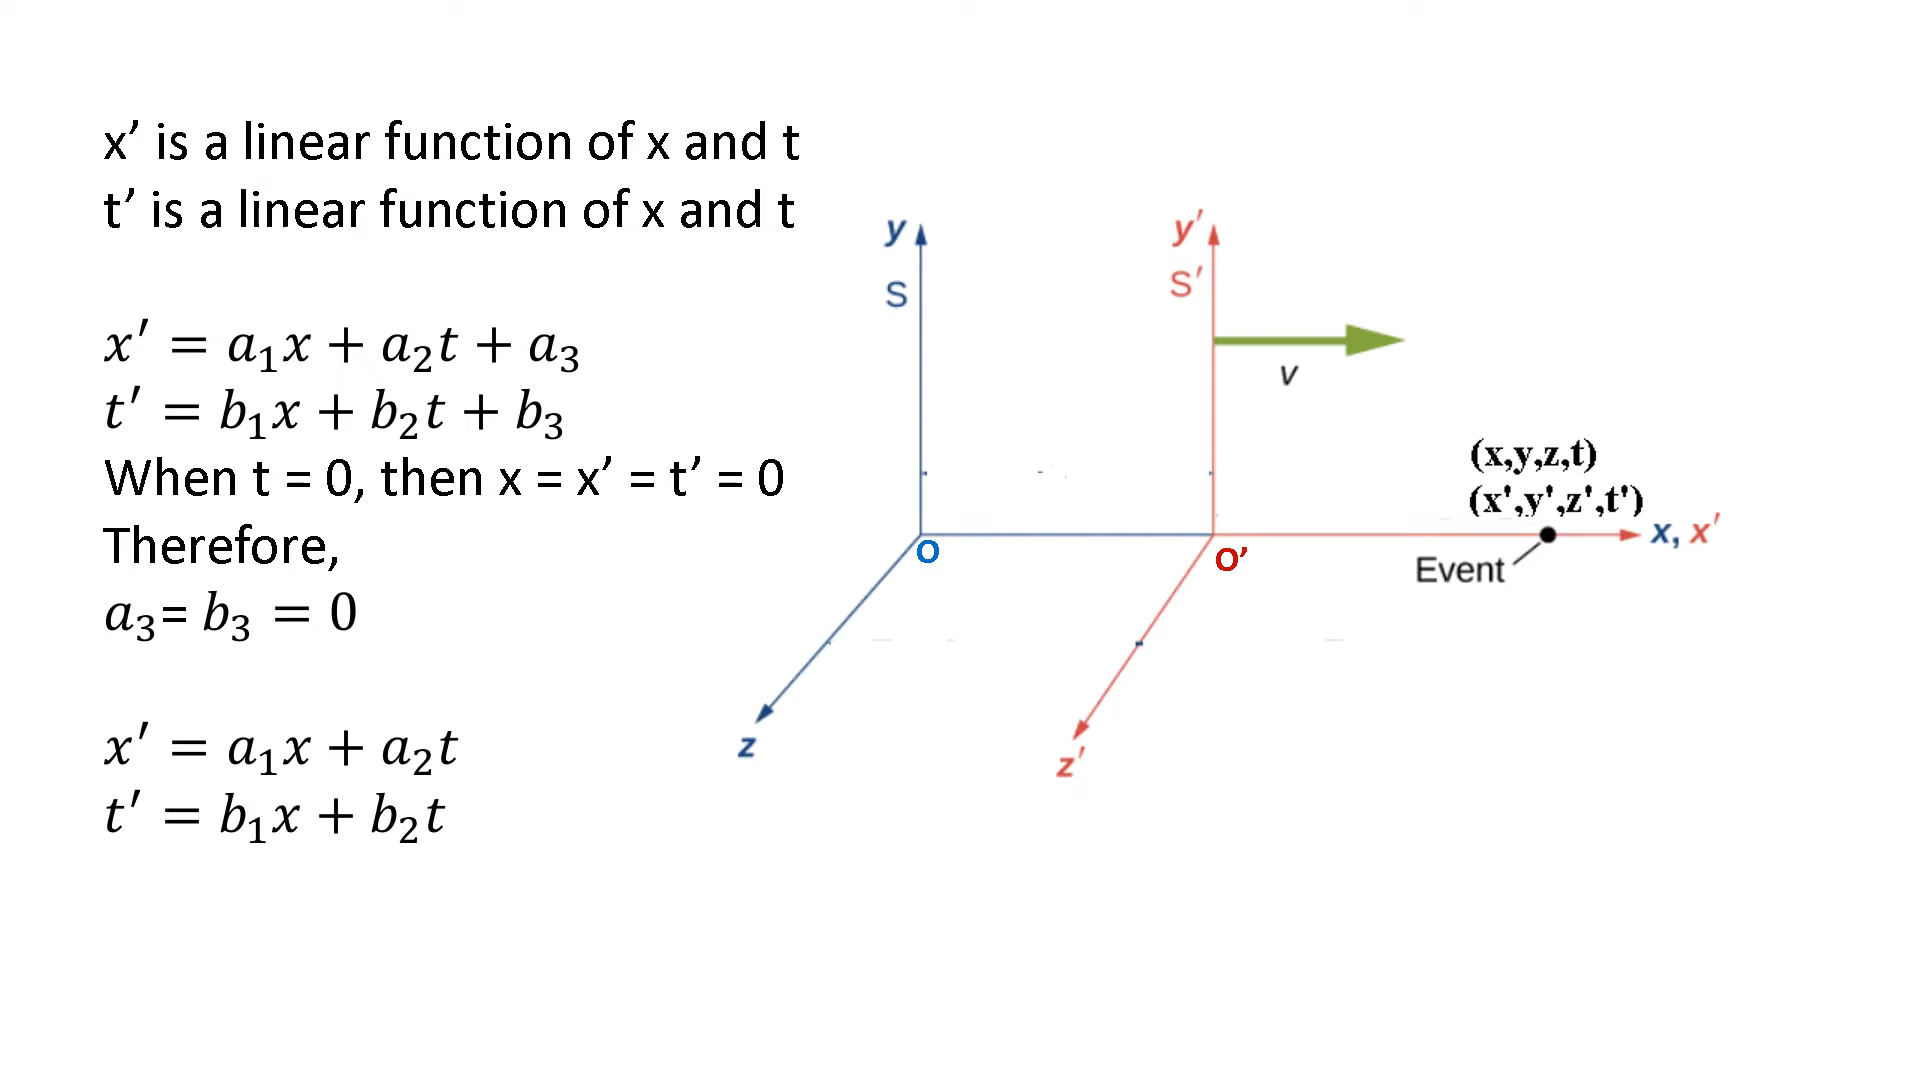 x’ is a linear function of x and t
t’ is a linear function of x and t
x′ = a₁x + a₂t + a₃
t′ = b₁x + b₂t + b₃
When t = 0, then x = x’ = t’ = 0
Therefore,
a₃= b₃ = 0
x′ = a₁x + a₂t
t′ = b₁x + b₂t
y
S
y′
S′
v
(x,y,z,t)
(x',y',z',t')
x, x′
Event
O
O’
z
z′